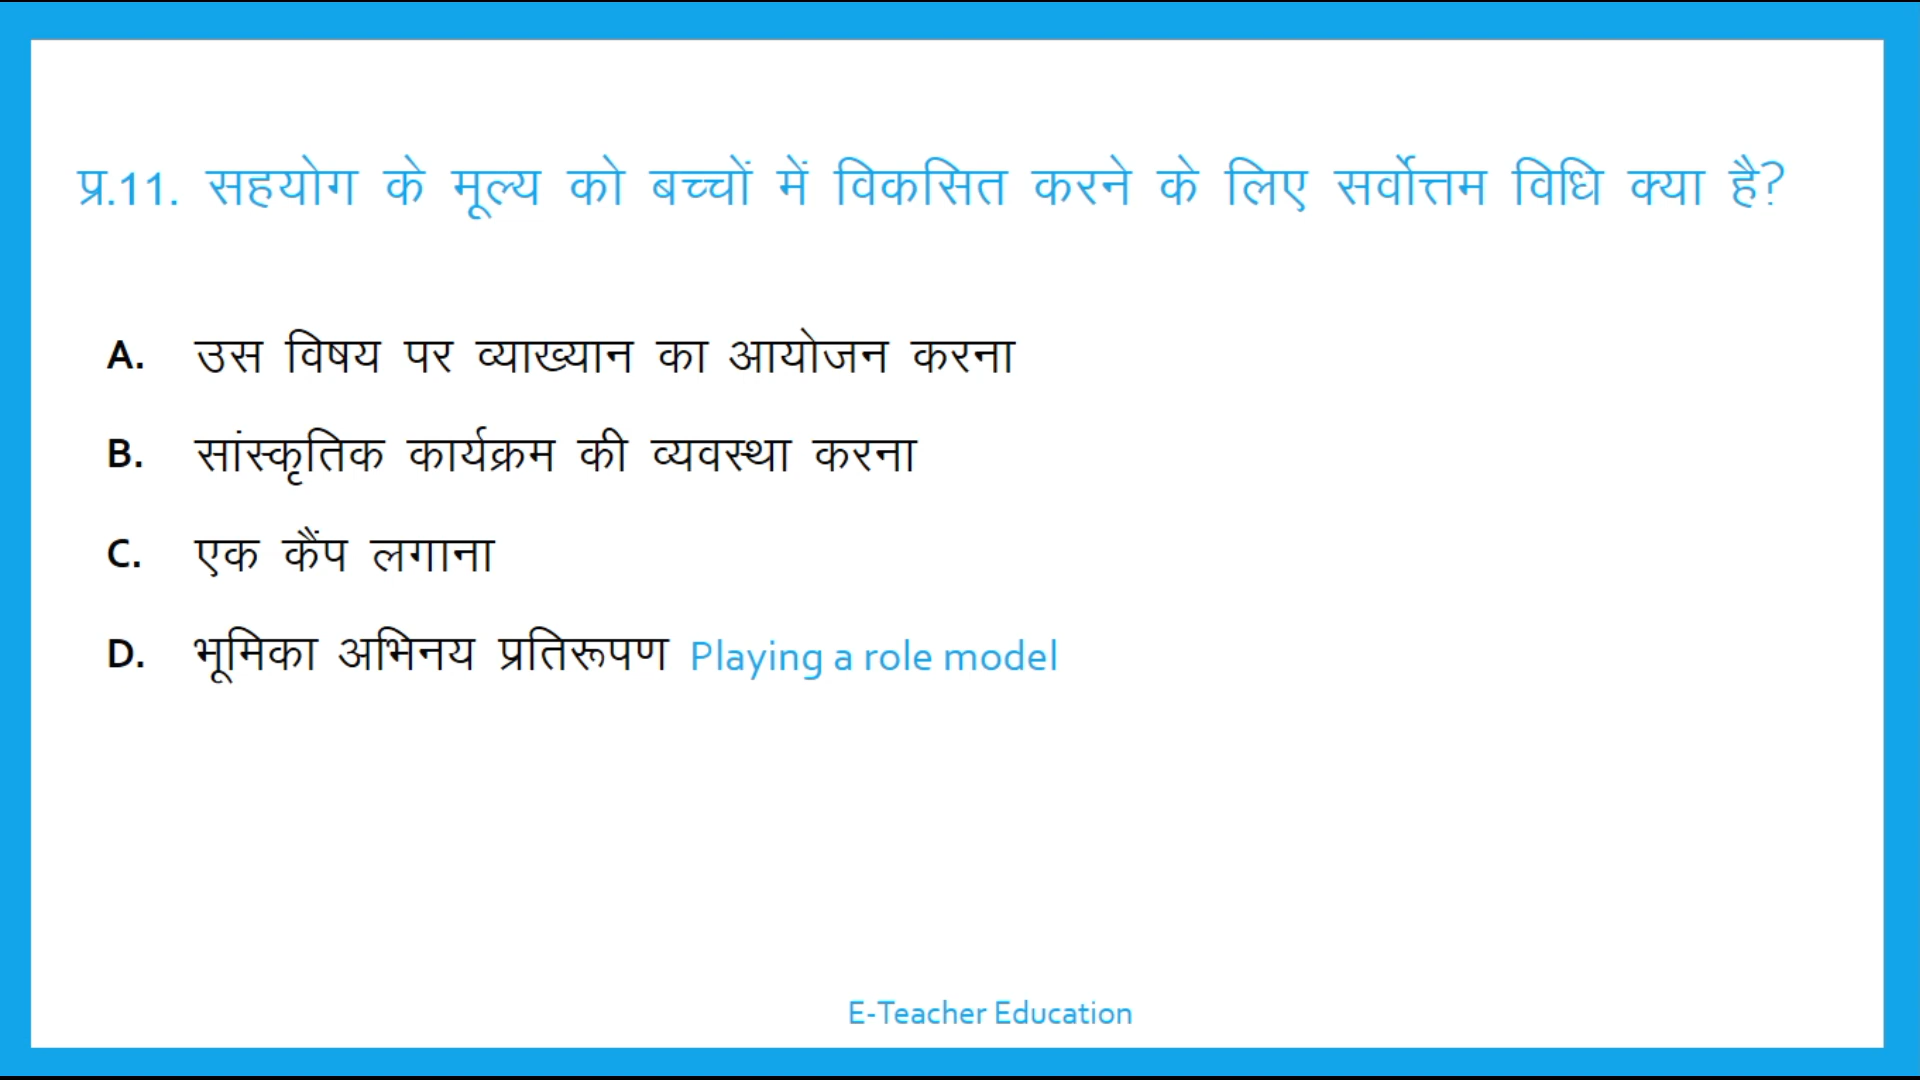 प्र.11. सहयोग के मूल्य को बच्चों में विकसित करने के लिए सर्वोत्तम विधि क्या है?
A. उस विषय पर व्याख्यान का आयोजन करना
B. सांस्कृतिक कार्यक्रम की व्यवस्था करना
C. एक कैंप लगाना
D. भूमिका अभिनय प्रतिरूपण Playing a role model
E-Teacher Education